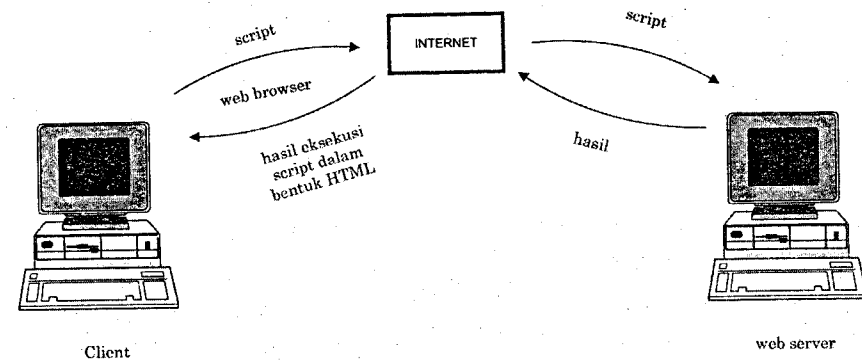 script
INTERNET
script
web browser
hasil eksekusi
script dalam
bentuk HTML
hasil
Client
web server